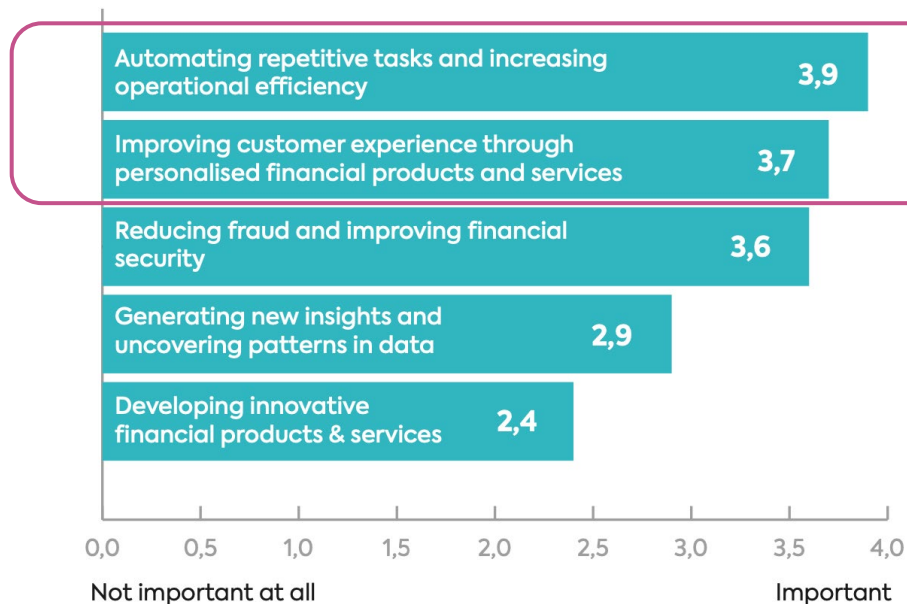 Automating repetitive tasks and increasing
operational efficiency
3,9
Improving customer experience through
personalised financial products and services
3,7
Reducing fraud and improving financial
security
3,6
Generating new insights and
uncovering patterns in data
2,9
Developing innovative
financial products & services
2,4
0,0 0,5 1,0 1,5 2,0 2,5 3,0 3,5 4,0
Not important at all Important